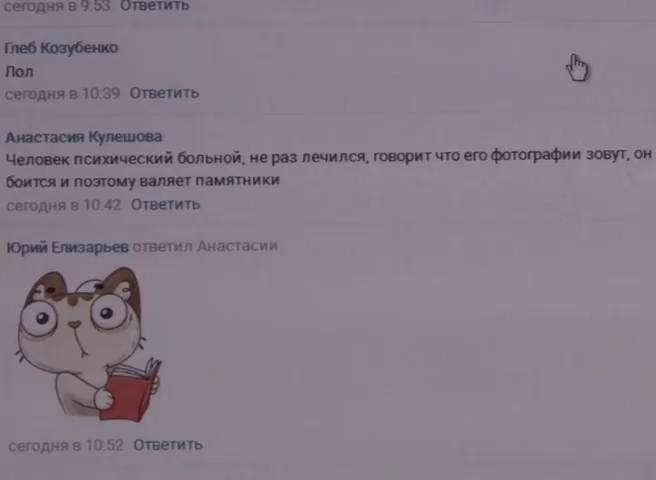 сегодня в 9:53 Ответить
Глеб Козубенко
Лол
сегодня в 10:39 Ответить
Анастасия Кулешова
Человек психический больной, не раз лечился, говорит что его фотографии зовут, он
боится и поэтому валяет памятники
сегодня в 10:42 Ответить
Юрий Елизарьев ответил Анастасии
сегодня в 10:52 Ответить